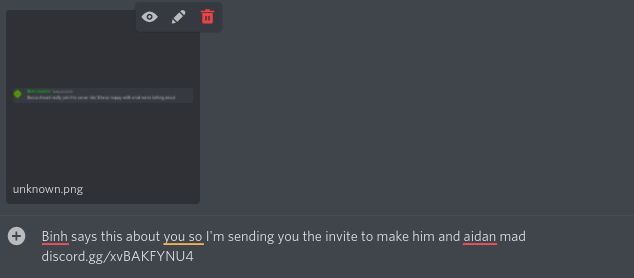 unknown.png
Binh says this about you so I'm sending you the invite to make him and aidan mad
discord.gg/xvBAKFYNU4